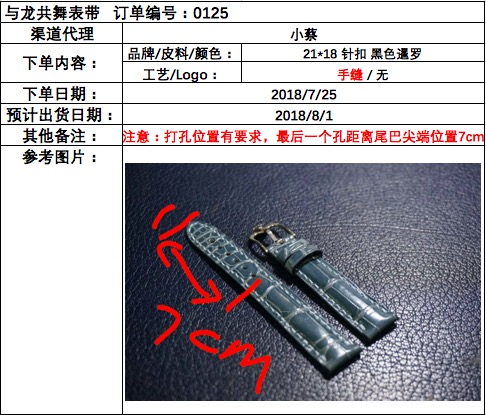 与龙共舞表带 订单编号：0125
渠道代理 小蔡
下单内容： 品牌/皮料/颜色： 21*18 针扣 黑色暹罗
工艺/Logo： 手缝 / 无
下单日期： 2018/7/25
预计出货日期： 2018/8/1
其他备注： 注意：打孔位置有要求，最后一个孔距离尾巴尖端位置7cm
参考图片：
7cm